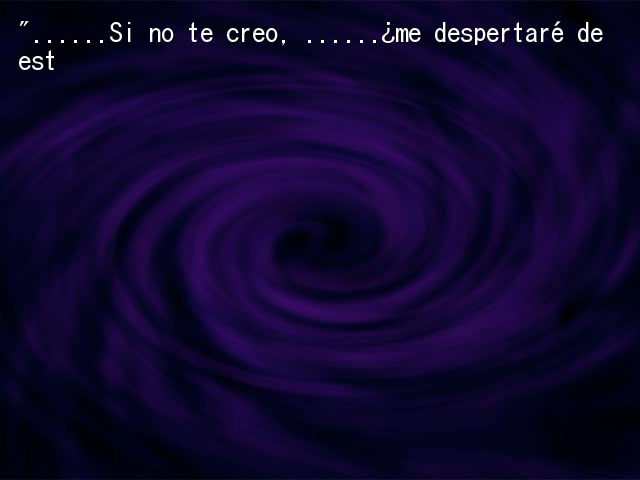 "......Si no te creo, ......¿me despertaré de
est